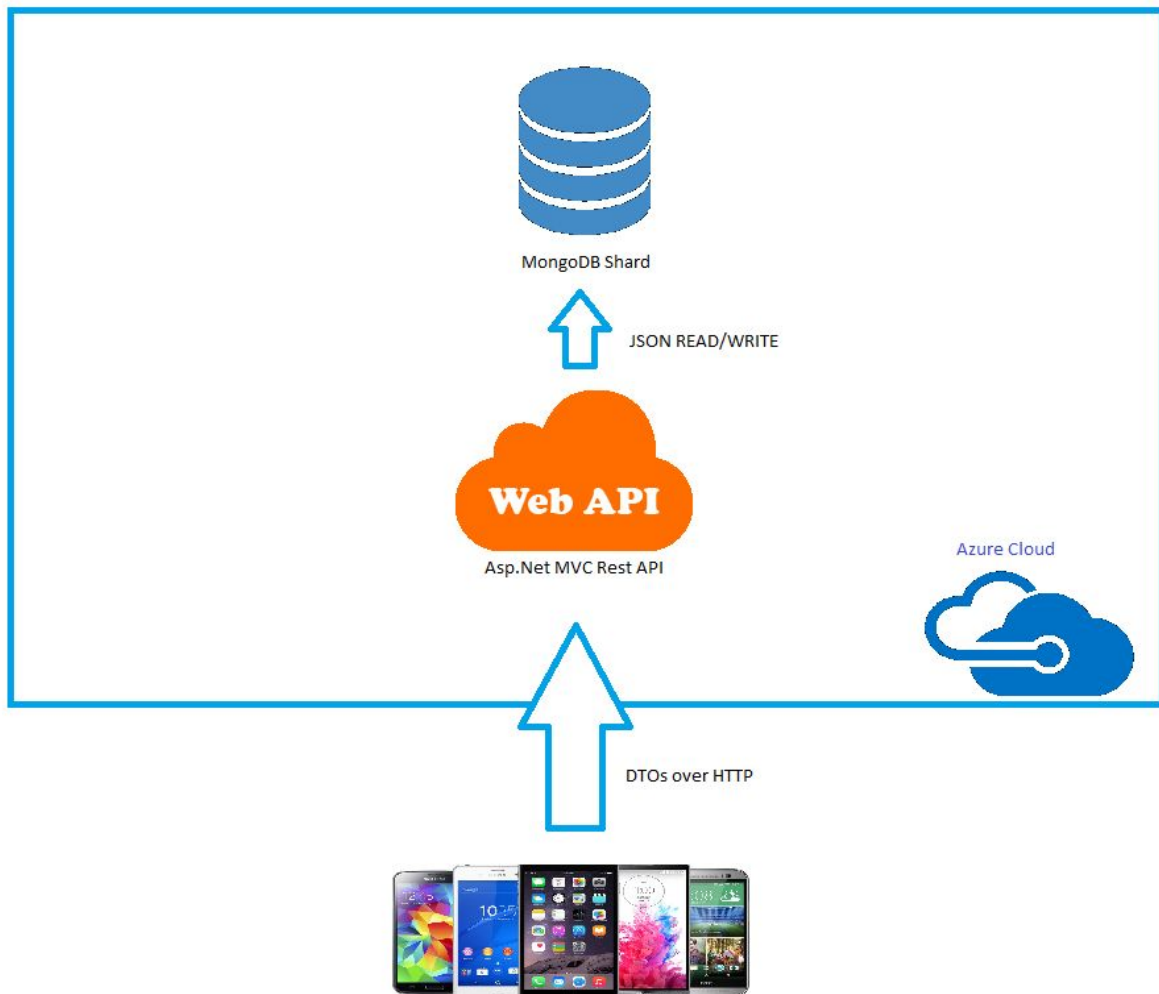 MongoDB Shard
JSON READ/WRITE
Web API
Asp.Net MVC Rest API
Azure Cloud
DTOs over HTTP